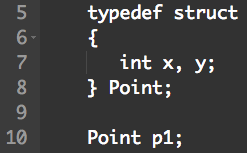 5 typedef struct
6 {
7 int x, y;
8 } Point;
9
10 Point p1;